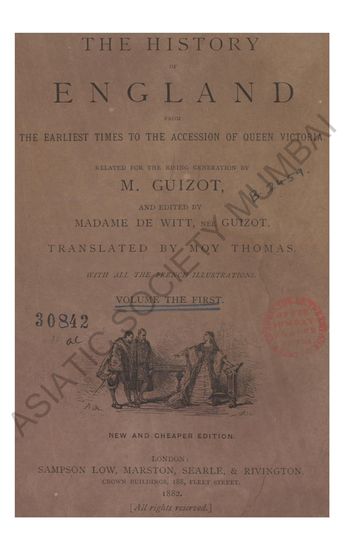 THE HISTORY
OF
ENGLAND
FROM
THE EARLIEST TIMES TO THE ACCESSION OF QUEEN VICTORIA
RELATED FOR THE RISING GENERATION BY
M. GUIZOT,
AND EDITED BY
MADAME DE WITT, NÉE GUIZOT.
TRANSLATED BY MOY THOMAS.
WITH ALL THE FRENCH ILLUSTRATIONS.
VOLUME THE FIRST.
30842
NEW AND CHEAPER EDITION.
LONDON:
SAMPSON LOW, MARSTON, SEARLE, & RIVINGTON.
CROWN BUILDINGS, 188, FLEET STREET.
1882.
[All rights reserved.]
ASIATIC SOCIETY MUMBAI